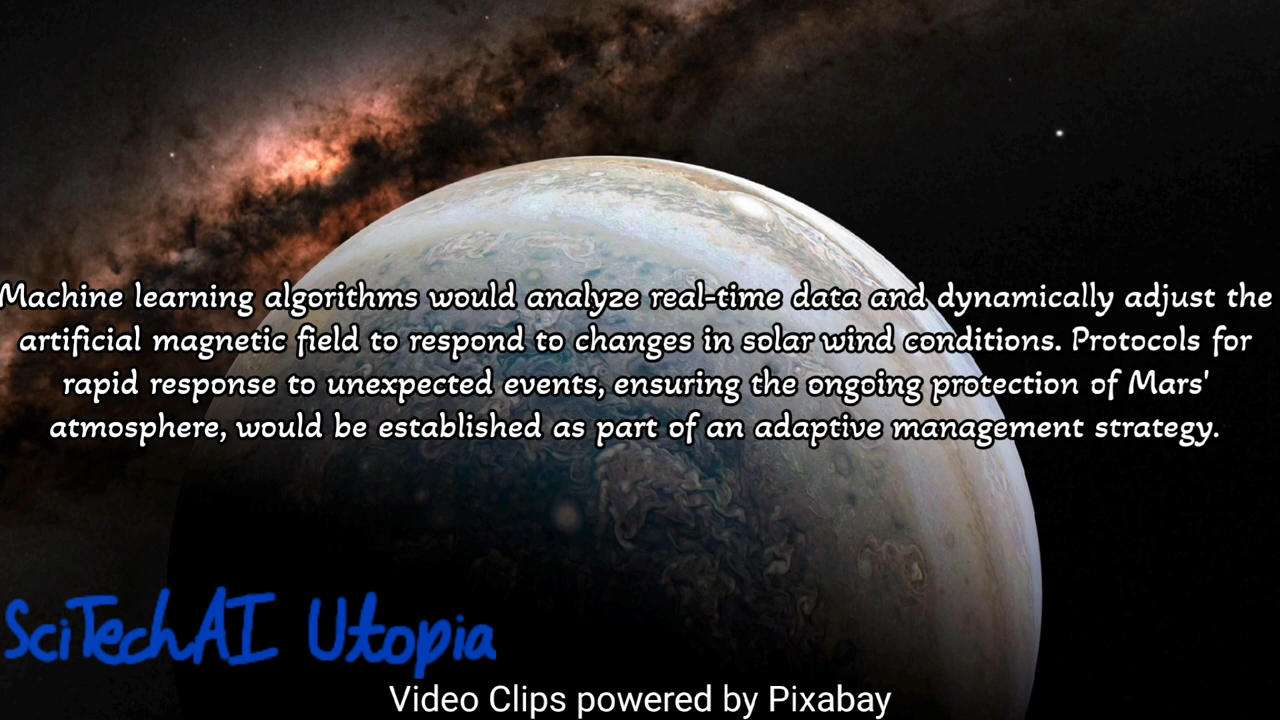 Machine learning algorithms would analyze real-time data and dynamically adjust the
artificial magnetic field to respond to changes in solar wind conditions. Protocols for
rapid response to unexpected events, ensuring the ongoing protection of Mars'
atmosphere, would be established as part of an adaptive management strategy.
SciTechAI Utopia
Video Clips powered by Pixabay